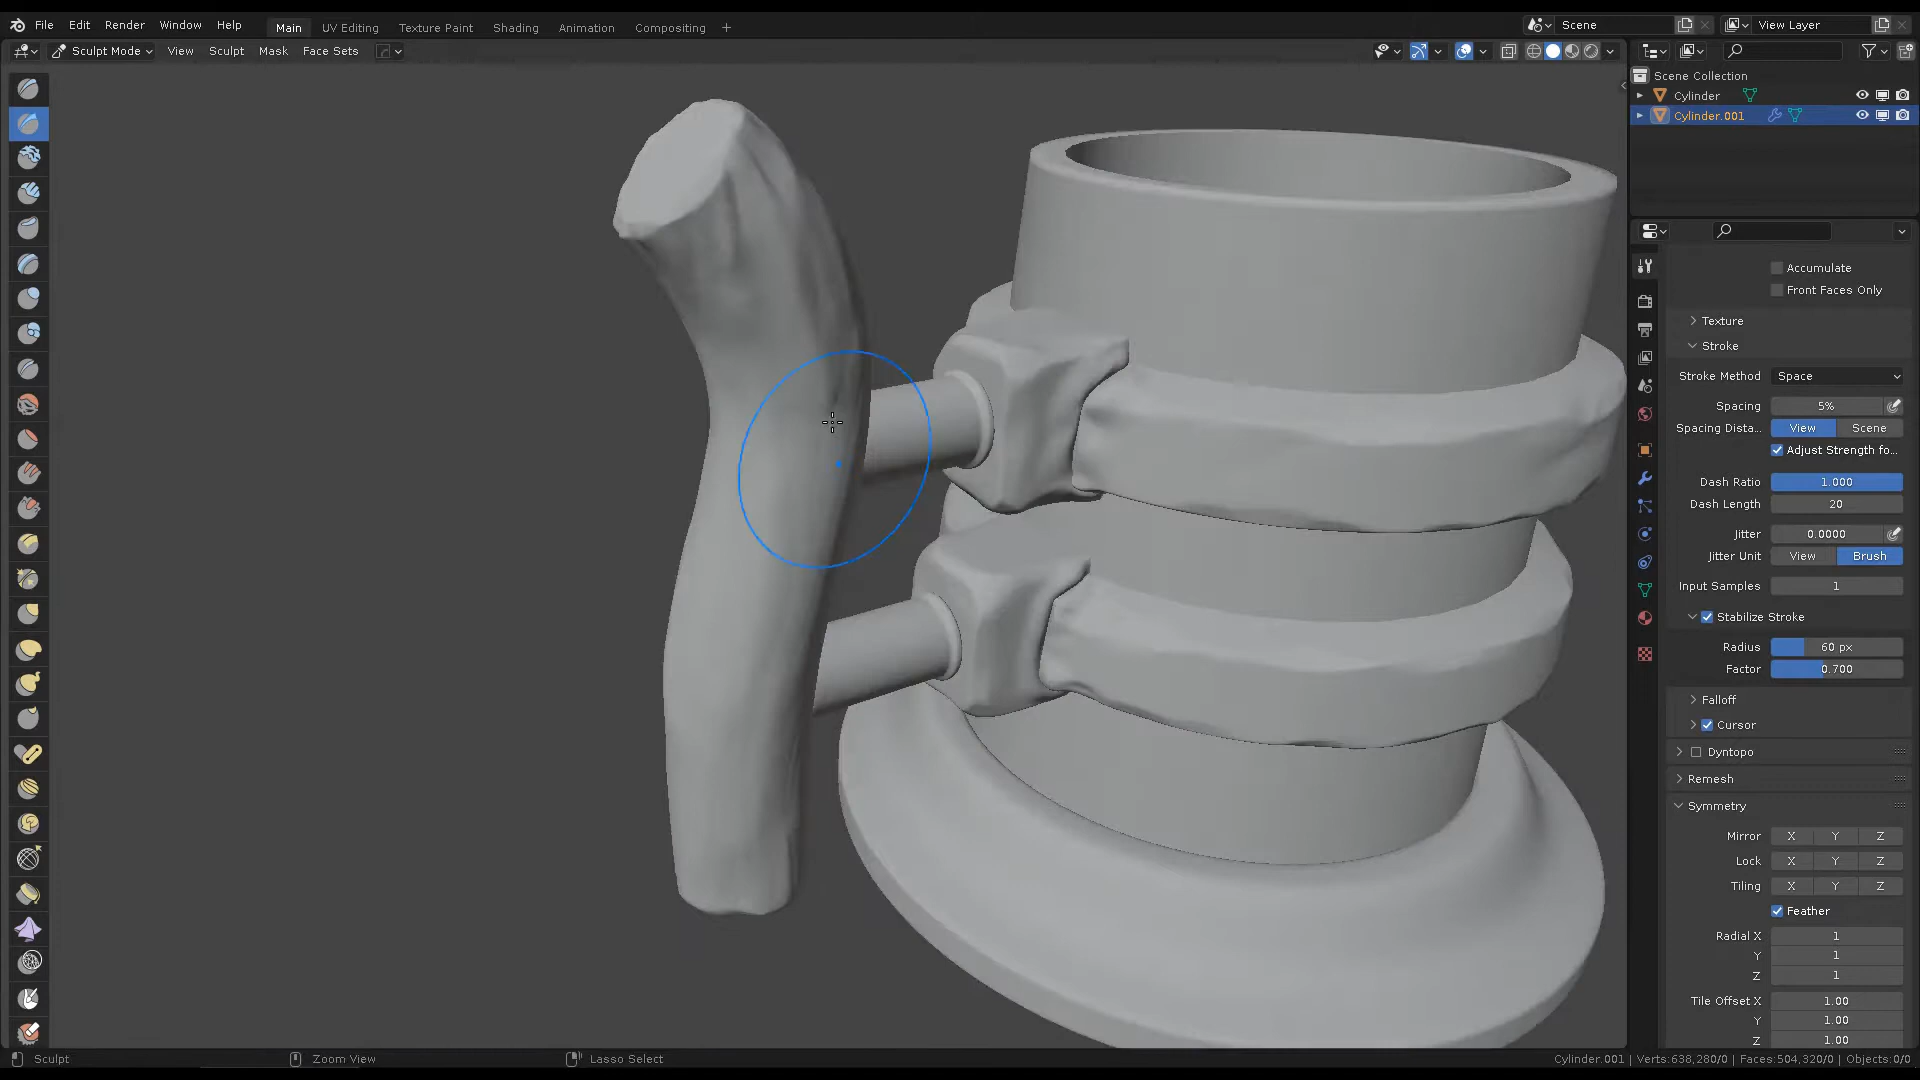 File Edit Render Window Help Main UV Editing Texture Paint Shading Animation Compositing + Scene View Layer
Sculpt Mode View Sculpt Mask Face Sets
Scene Collection
Cylinder
Cylinder.001
Accumulate
Front Faces Only
Texture
Stroke
Stroke Method Space
Spacing 5%
Spacing Dista... View Scene
Adjust Strength fo...
Dash Ratio 1.000
Dash Length 20
Jitter 0.0000
Jitter Unit View Brush
Input Samples 1
Stabilize Stroke
Radius 60 px
Factor 0.700
Falloff
Cursor
Dyntopo
Remesh
Symmetry
Mirror X Y Z
Lock X Y Z
Tiling X Y Z
Feather
Radial X 1
Y 1
Z 1
Tile Offset X 1.00
Y 1.00
Z 1.00
Sculpt Zoom View Lasso Select Cylinder.001 | Verts:638,280/0 | Faces:504,320/0 | Objects:0/0